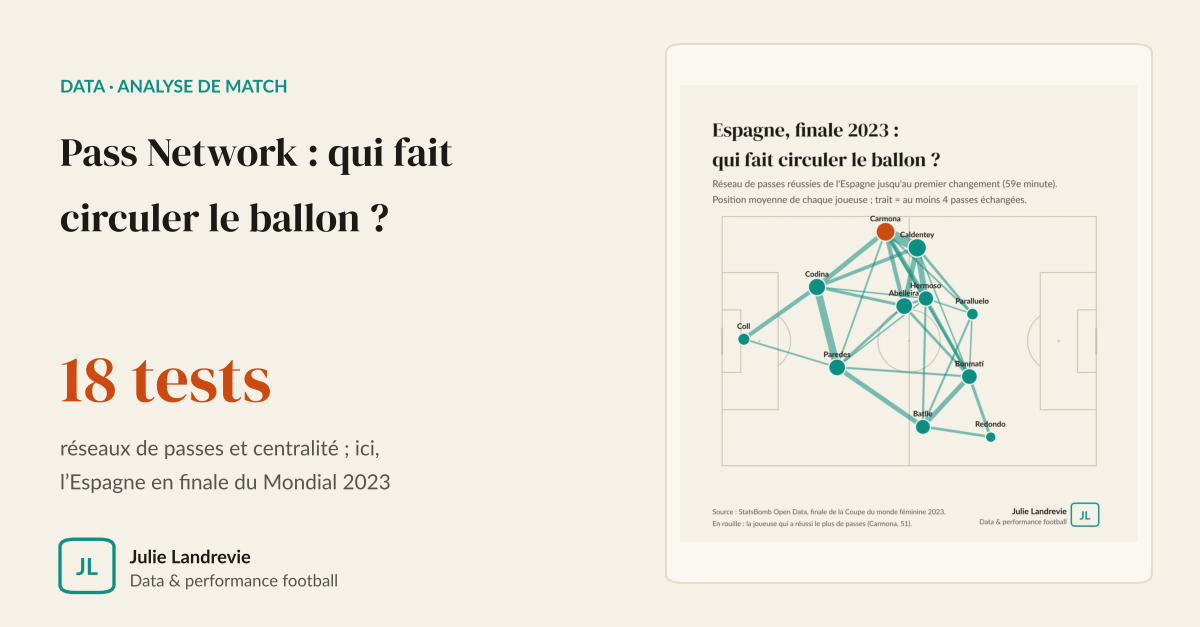 DATA · ANALYSE DE MATCH
Pass Network : qui fait
circuler le ballon ?
18 tests
réseaux de passes et centralité ; ici,
l’Espagne en finale du Mondial 2023
JL
Julie Landrevie
Data & performance football
Espagne, finale 2023 :
qui fait circuler le ballon ?
Réseau de passes réussies de l'Espagne jusqu'au premier changement (59e minute).
Position moyenne de chaque joueuse ; trait = au moins 4 passes échangées.
Carmona
Caldentey
Codina
Hermoso
Abelleira
Paralluelo
Coll
Paredes
Bonmatí
Batlle
Redondo
Source : StatsBomb Open Data, finale de la Coupe du monde féminine 2023.
En rouille : la joueuse qui a réussi le plus de passes (Carmona, 51).
Julie Landrevie
Data & performance football
JL